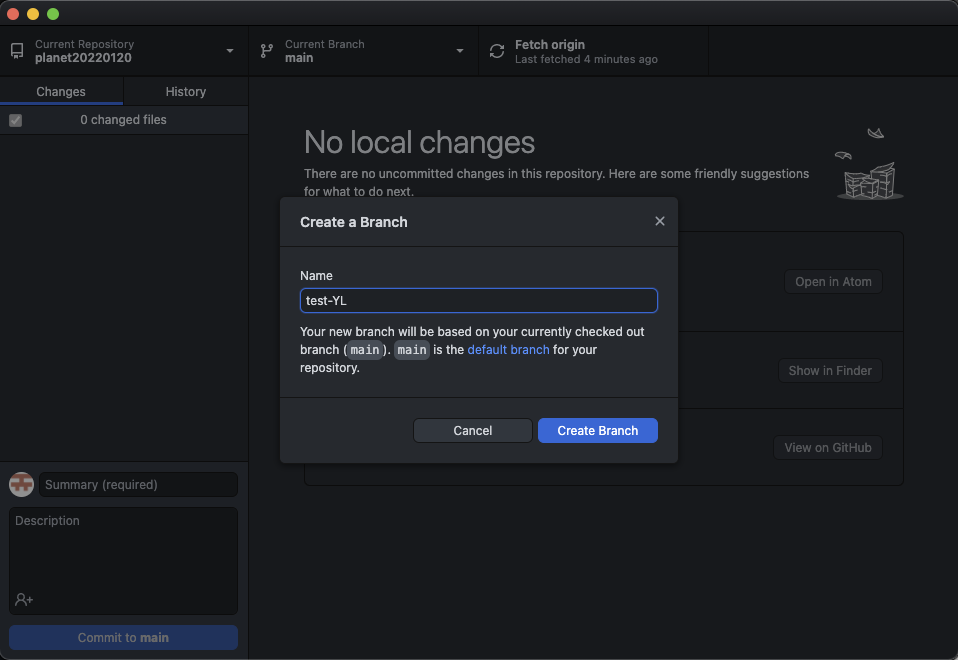 Current Repository
planet20220120
Current Branch
main
Fetch origin
Last fetched 4 minutes ago
Changes
History
0 changed files
No local changes
There are no uncommitted changes in this repository. Here are some friendly suggestions
for what to do next.
Create a Branch
Name
test-YL
Your new branch will be based on your currently checked out
branch (main). main is the default branch for your
repository.
Cancel
Create Branch
Open in Atom
Show in Finder
View on GitHub
Summary (required)
Description
Commit to main